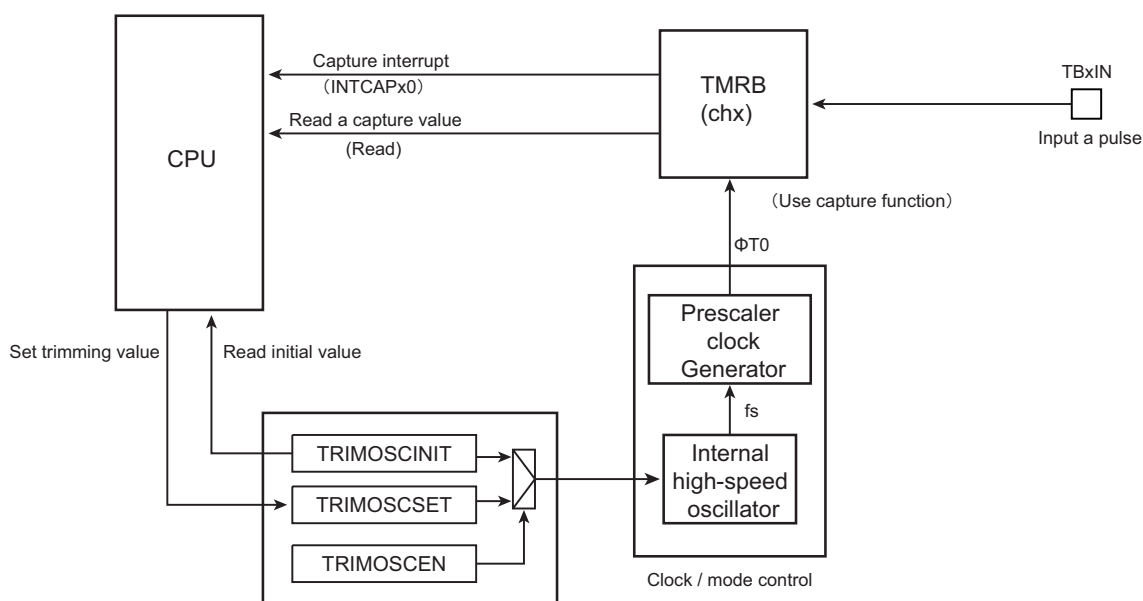 Capture interrupt
（INTCAPx0）
Read a capture value
(Read)
CPU
TMRB
(chx)
TBxIN
Input a pulse
（Use capture function）
ΦT0
Prescaler
clock
Generator
Set trimming value
Read initial value
fs
TRIMOSCINIT
TRIMOSCSET
TRIMOSCEN
Internal
high-speed
oscillator
Clock / mode control